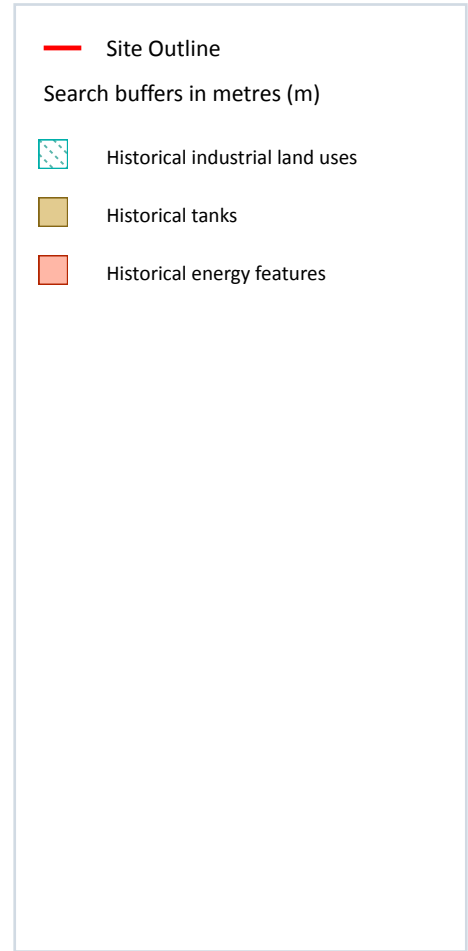 Site Outline
Search buffers in metres (m)
Historical industrial land uses
Historical tanks
Historical energy features